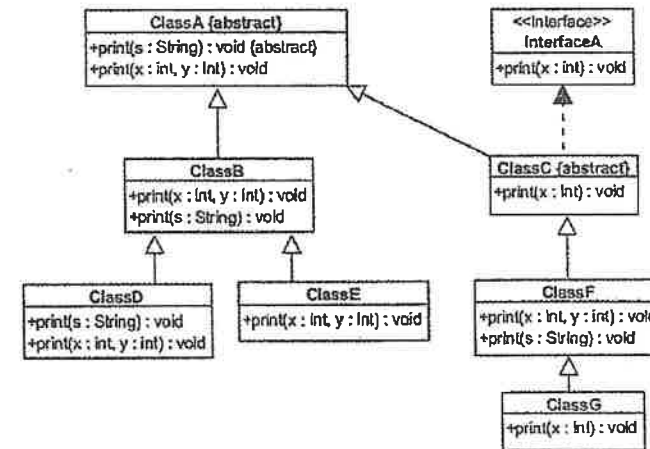 ClassA {abstract}
+print(s : String) : void {abstract}
+print(x : int, y : int) : void
<<Interface>>
InterfaceA
+print(x : int) : void
ClassB
+print(x : int, y : int) : void
+print(s : String) : void
ClassC {abstract}
+print(x : int) : void
ClassD
+print(s : String) : void
+print(x : int, y : int) : void
ClassE
+print(x : int, y : int) : void
ClassF
+print(x : int, y : int) : void
+print(s : String) : void
ClassG
+print(x : int) : void